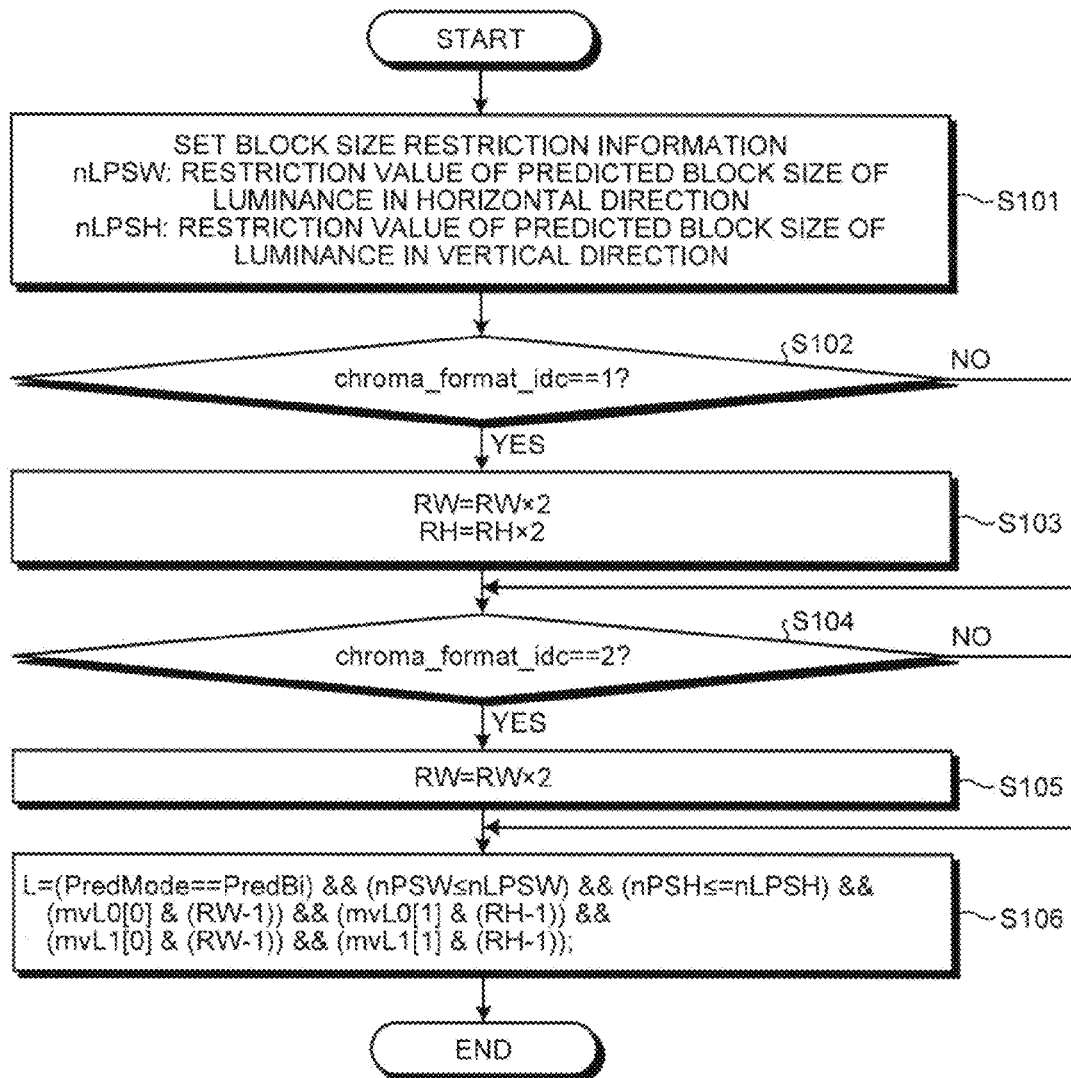 START
SET BLOCK SIZE RESTRICTION INFORMATION
nLPSW: RESTRICTION VALUE OF PREDICTED BLOCK SIZE OF
LUMINANCE IN HORIZONTAL DIRECTION
nLPSH: RESTRICTION VALUE OF PREDICTED BLOCK SIZE OF
LUMINANCE IN VERTICAL DIRECTION
S101
S102
NO
chroma_format_idc==1?
YES
RW=RW×2
RH=RH×2
S103
S104
NO
chroma_format_idc==2?
YES
RW=RW×2
S105
L=(PredMode==PredBi) && (nPSW≤nLPSW) && (nPSH≤=nLPSH) &&
(mvL0[0] & (RW-1)) && (mvL0[1] & (RH-1)) &&
(mvL1[0] & (RW-1)) && (mvL1[1] & (RH-1));
S106
END